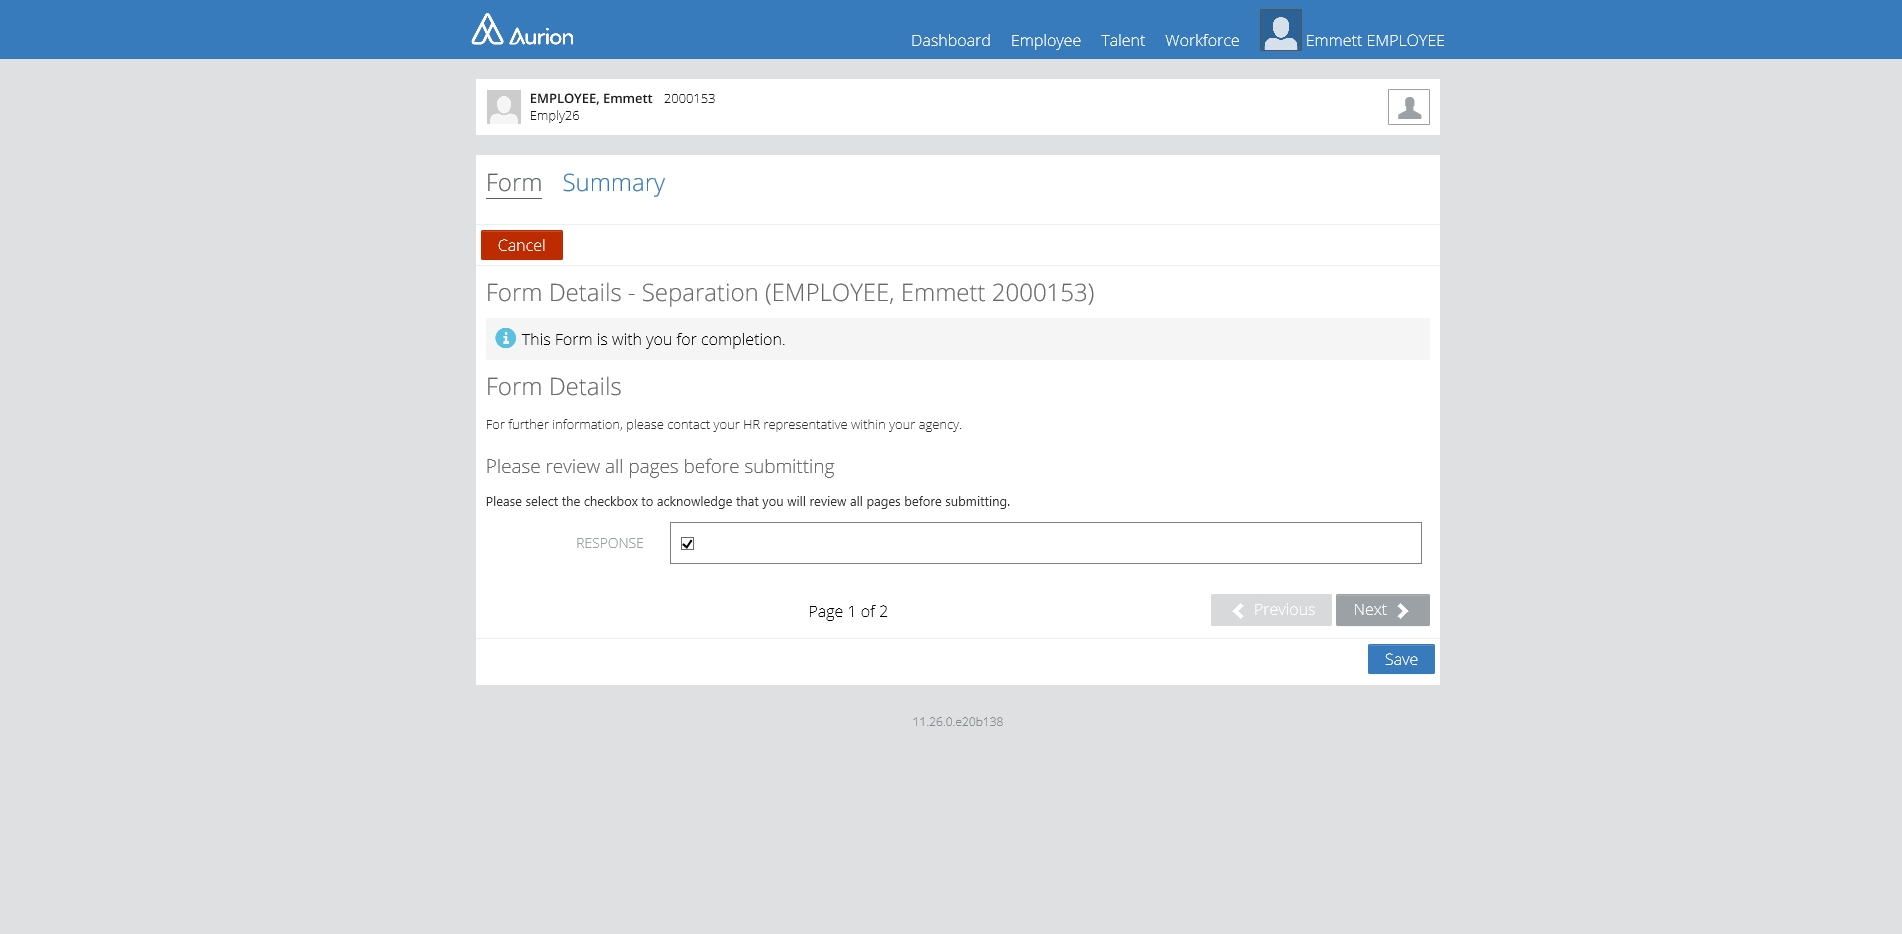 Aurion
Dashboard Employee Talent Workforce Emmett EMPLOYEE
EMPLOYEE, Emmett 2000153
Emply26
Form Summary
Cancel
Form Details - Separation (EMPLOYEE, Emmett 2000153)
This Form is with you for completion.
Form Details
For further information, please contact your HR representative within your agency.
Please review all pages before submitting
Please select the checkbox to acknowledge that you will review all pages before submitting.
RESPONSE
Page 1 of 2 Previous Next
Save
11.26.0.e20b138